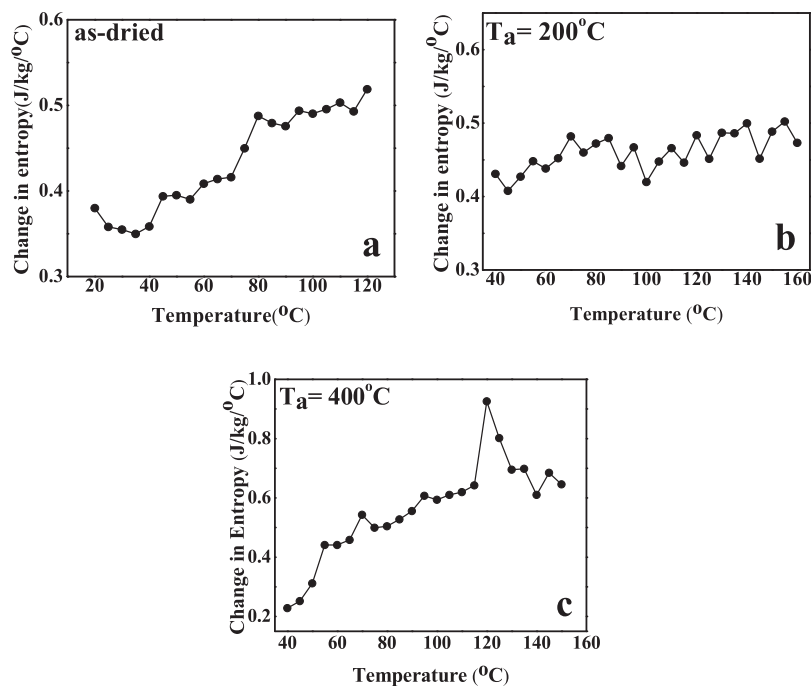 0.6
as-dried
0.5
0.4
0.3
20 40 60 80 100 120
Change in entropy(J/kg/⁰C)
Temperature(⁰C)
a
Tₐ= 200⁰C
0.6
0.5
0.4
0.3
40 60 80 100 120 140 160
Change in entropy (J/kg/⁰C)
Temperature (⁰C)
b
1.0
Tₐ= 400⁰C
0.8
0.6
0.4
0.2
40 60 80 100 120 140 160
Change in Entropy (J/kg/⁰C)
Temperature (⁰C)
c